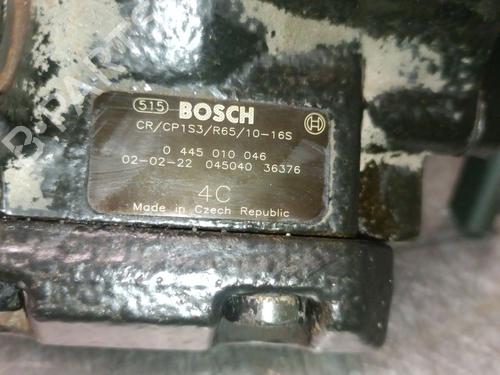 515 BOSCH
CR/CP1S3/R65/10-16S
0 445 010 046
02-02-22 045040 36376
4C
Made in Czech Republic
B-PARTS